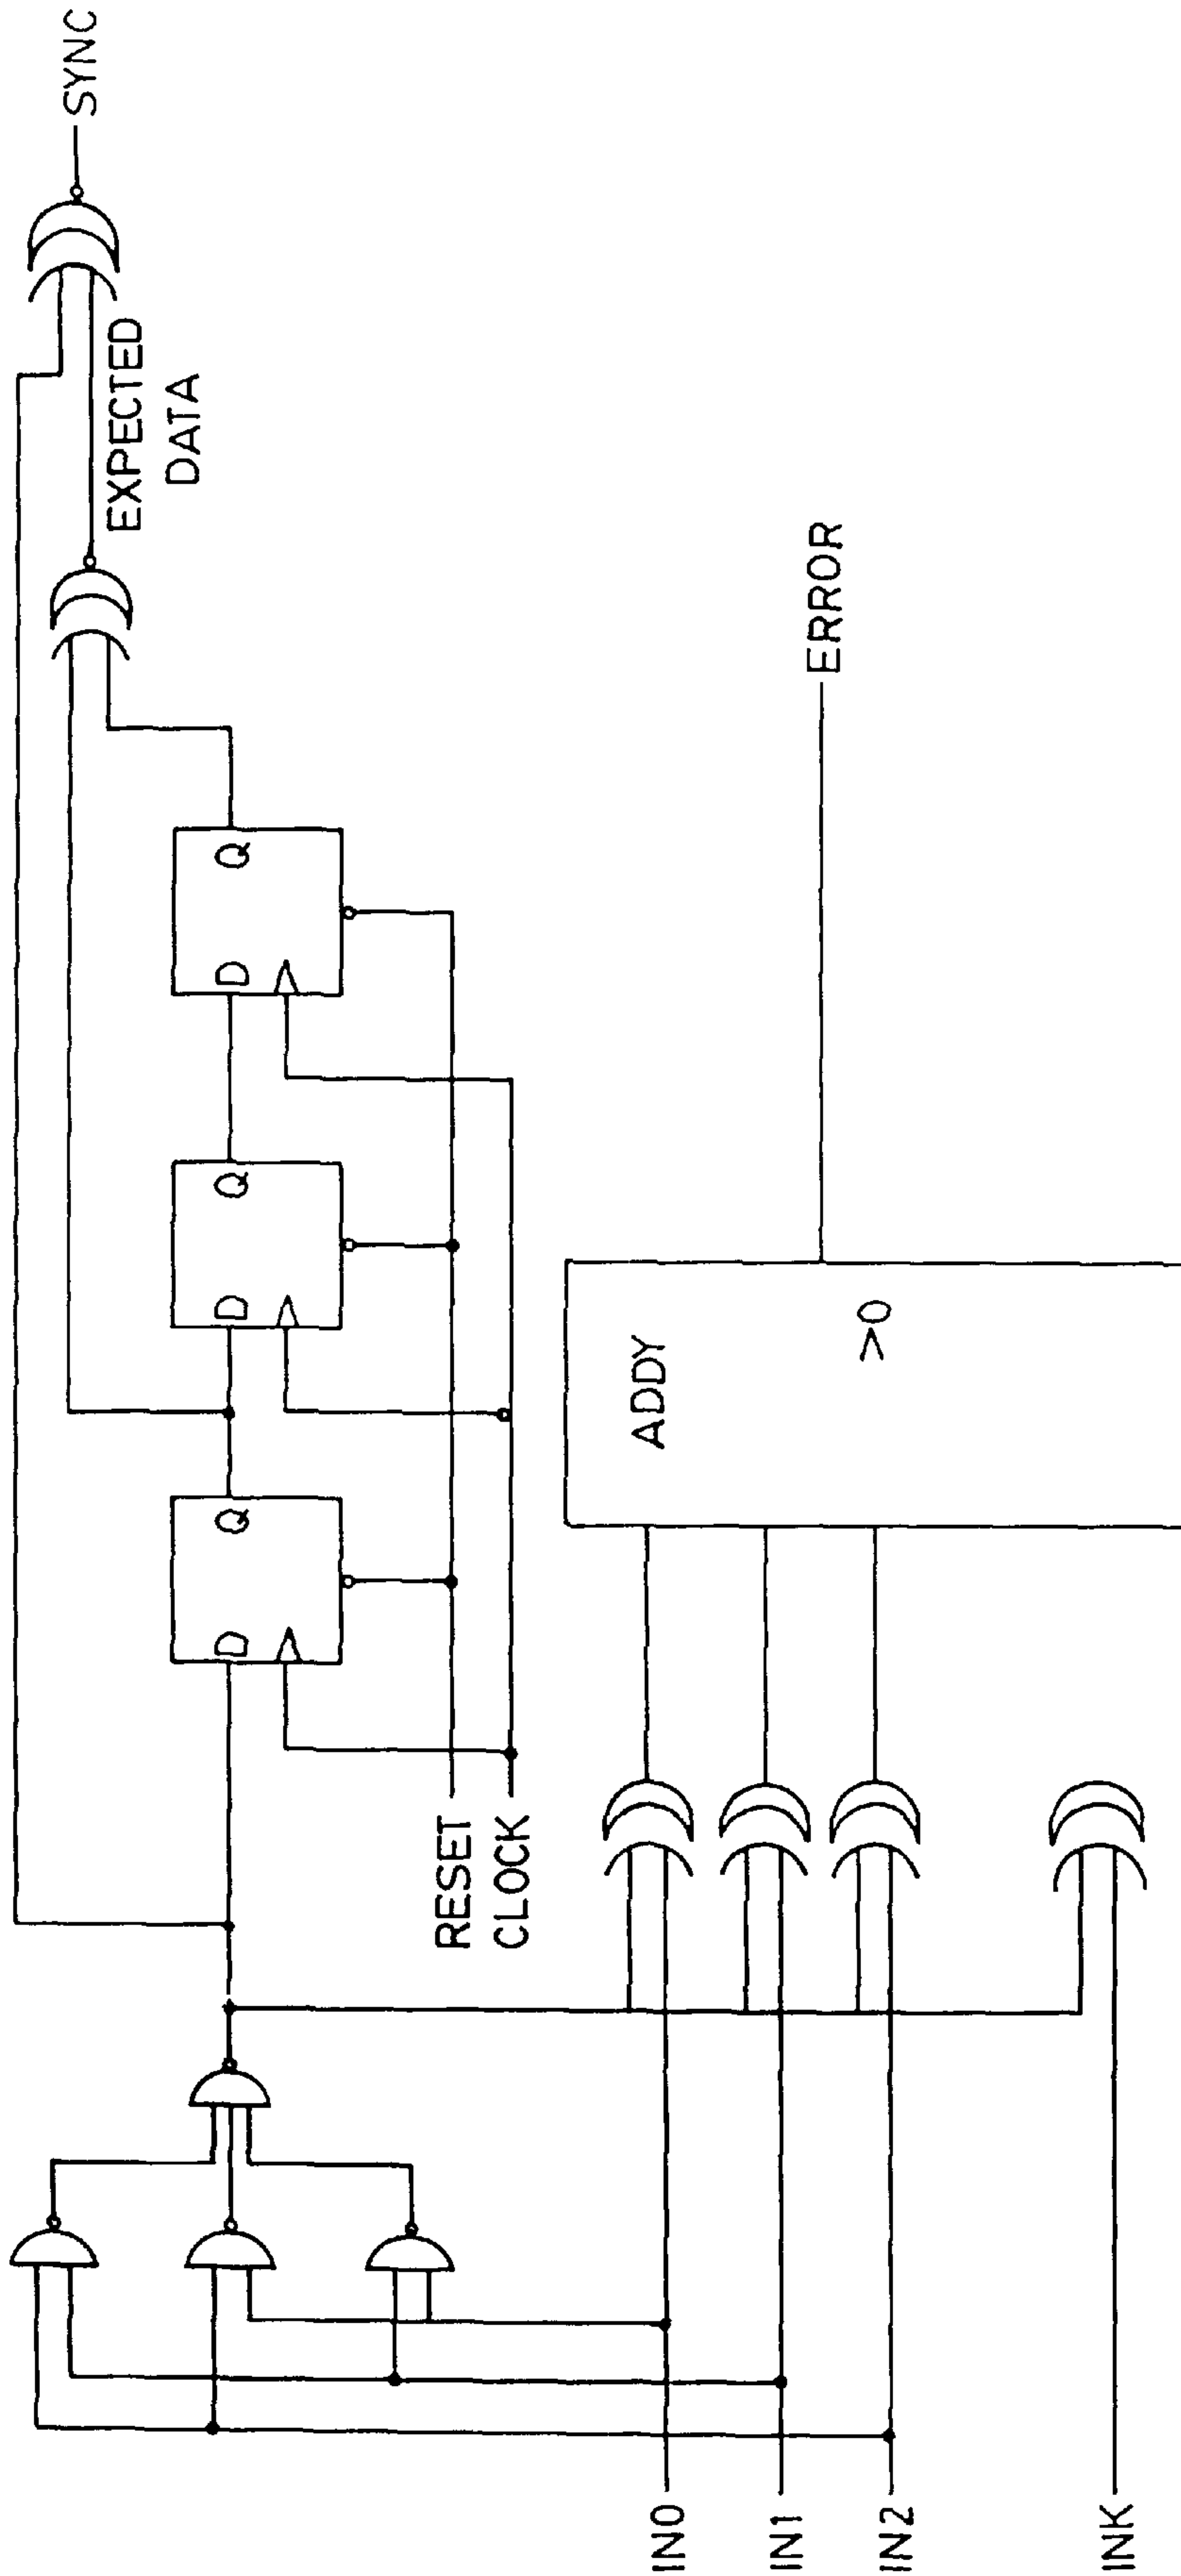 SYNC
EXPECTED
DATA
D Q
D Q
D Q
RESET
CLOCK
ADDY
>0
ERROR
IN0
IN1
IN2
INK